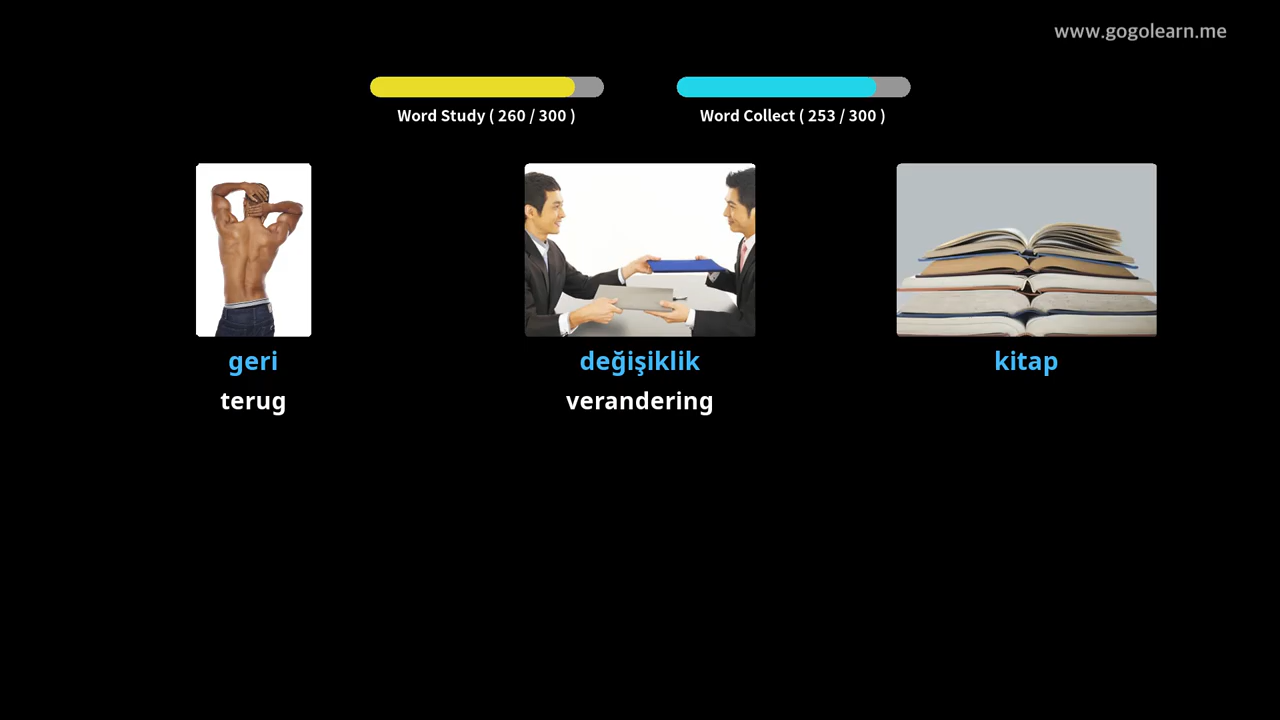 www.gogolearn.me
Word Study ( 260 / 300 )
Word Collect ( 253 / 300 )
geri
terug
değişiklik
verandering
kitap